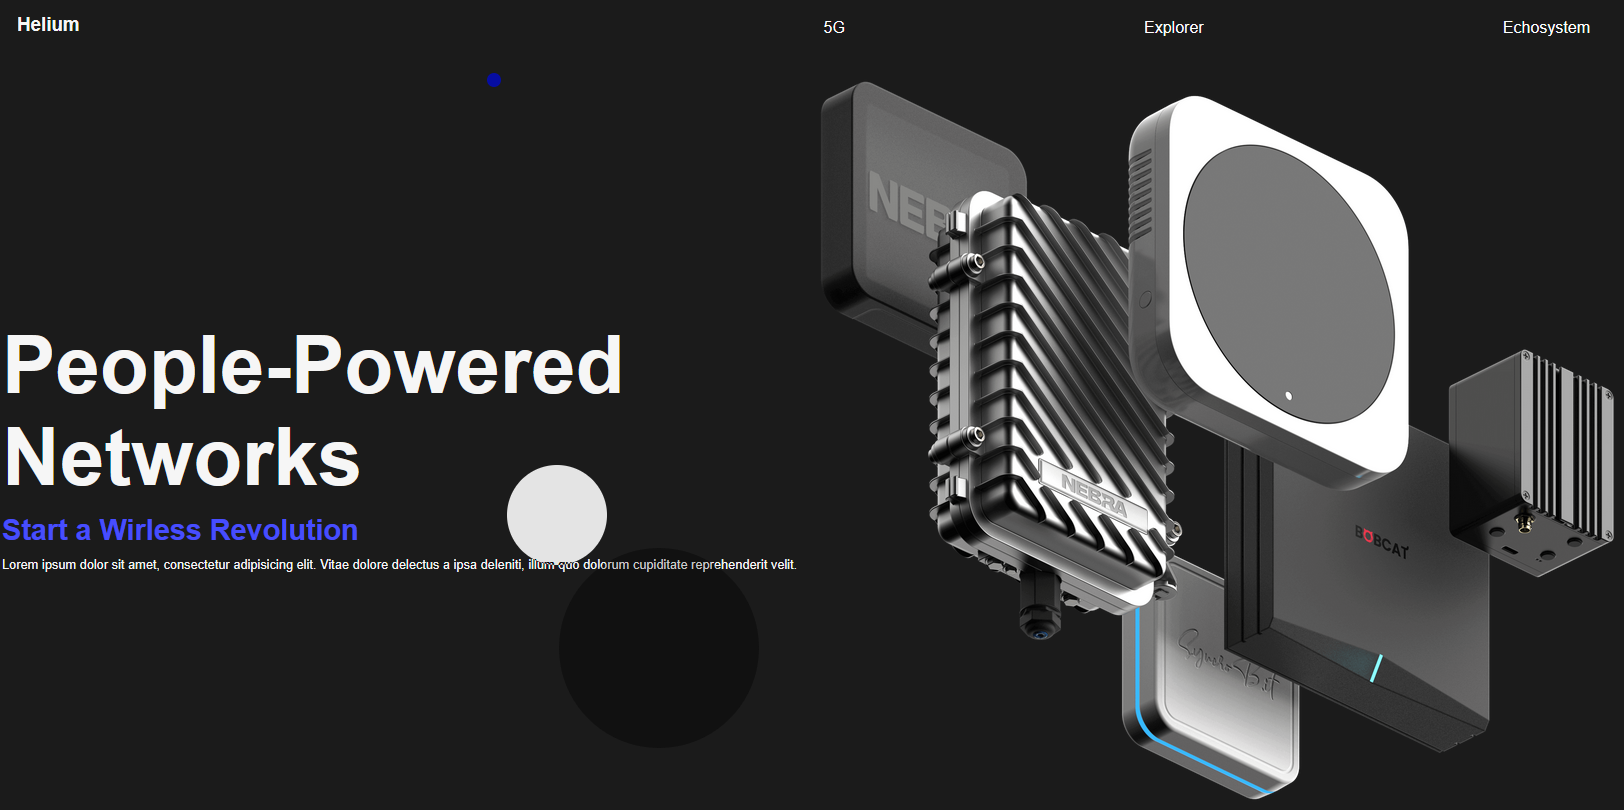 Helium
5G
Explorer
Echosystem
NEB
People-Powered
Networks
NEBRA
BOBCAT
Start a Wirless Revolution
Lorem ipsum dolor sit amet, consectetur adipisicing elit. Vitae dolore delectus a ipsa deleniti, illum quo dolorum cupiditate reprehenderit velit.
SynchroBit